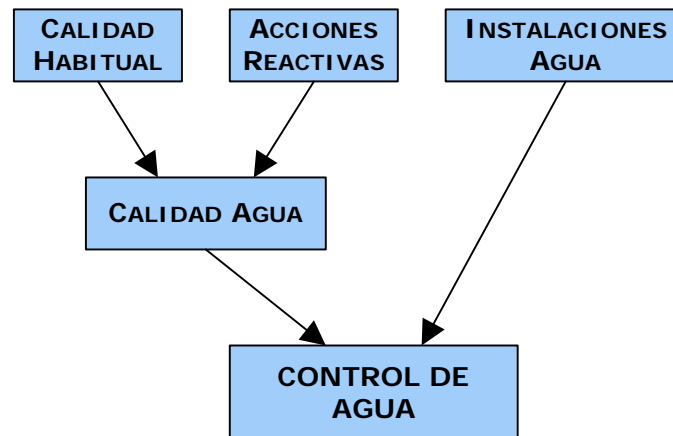 CALIDAD
HABITUAL
ACCIONES
REACTIVAS
INSTALACIONES
AGUA
CALIDAD AGUA
CONTROL DE
AGUA